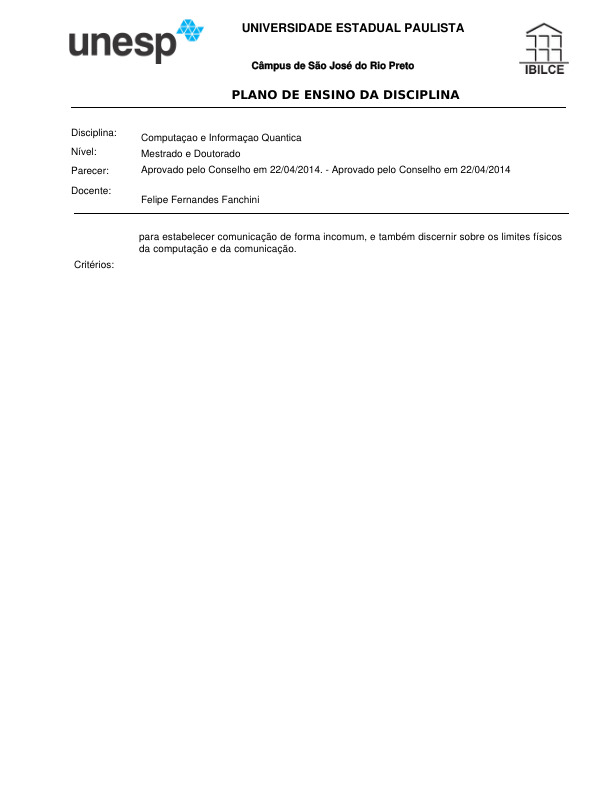 unesp
UNIVERSIDADE ESTADUAL PAULISTA
Câmpus de São José do Rio Preto
IBILCE
PLANO DE ENSINO DA DISCIPLINA
Disciplina: Computaçao e Informaçao Quantica
Nível: Mestrado e Doutorado
Parecer: Aprovado pelo Conselho em 22/04/2014. - Aprovado pelo Conselho em 22/04/2014
Docente: Felipe Fernandes Fanchini
para estabelecer comunicação de forma incomum, e também discernir sobre os limites físicos
da computação e da comunicação.
Critérios: